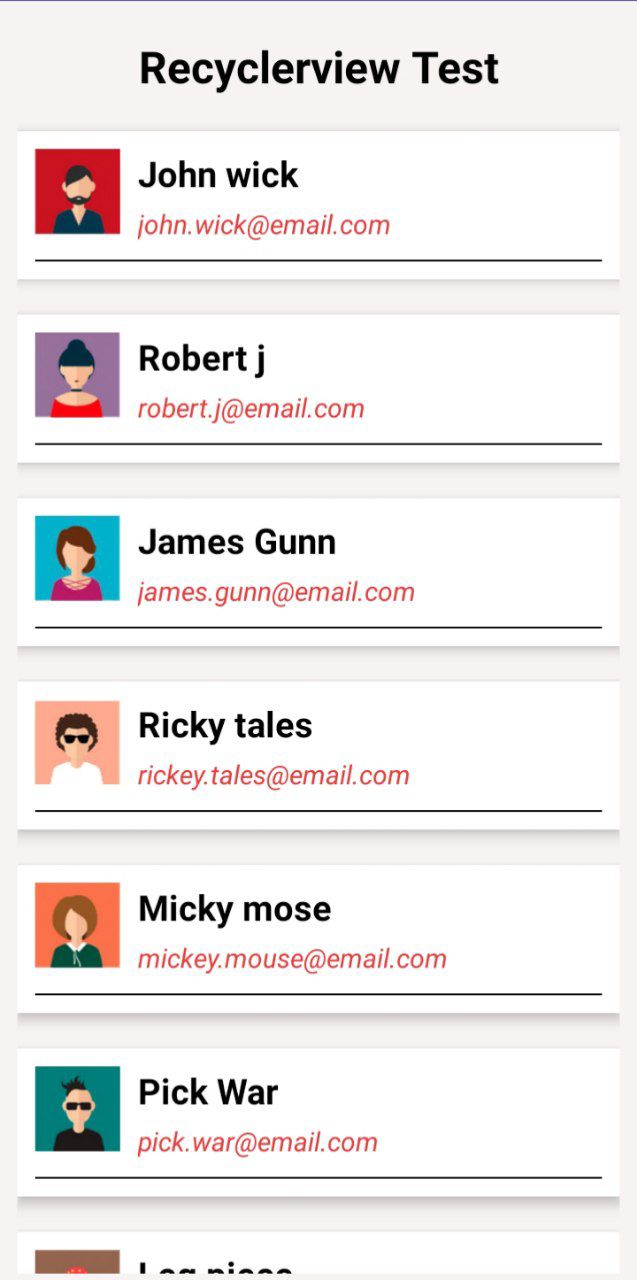 Recyclerview Test
John wick
john.wick@email.com
Robert j
robert.j@email.com
James Gunn
james.gunn@email.com
Ricky tales
rickey.tales@email.com
Micky mose
mickey.mouse@email.com
Pick War
pick.war@email.com